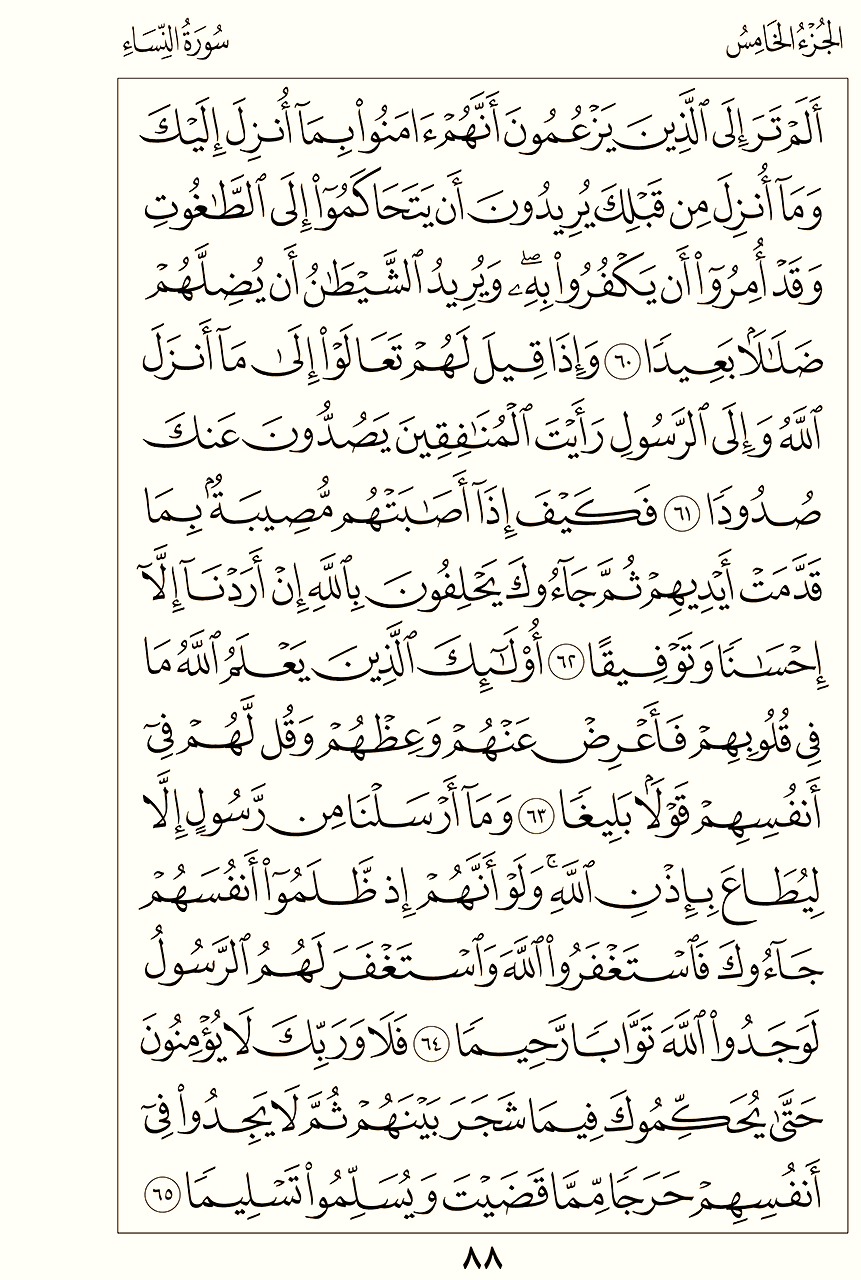 الجُزْءُ الخَامِسُ
سُورَةُ النِّسَاءِ
أَلَمْ تَرَ إِلَى ٱلَّذِينَ يَزْعُمُونَ أَنَّهُمْ ءَامَنُوا۟ بِمَآ أُنزِلَ إِلَيْكَ
وَمَآ أُنزِلَ مِن قَبْلِكَ يُرِيدُونَ أَن يَتَحَاكَمُوٓا۟ إِلَى ٱلطَّـٰغُوتِ
وَقَدْ أُمِرُوٓا۟ أَن يَكْفُرُوا۟ بِهِۦۖ وَيُرِيدُ ٱلشَّيْطَـٰنُ أَن يُضِلَّهُمْ
ضَلَـٰلًۢا بَعِيدًا ٦٠ وَإِذَا قِيلَ لَهُمْ تَعَالَوْا۟ إِلَىٰ مَآ أَنزَلَ
ٱللَّهُ وَإِلَى ٱلرَّسُولِ رَأَيْتَ ٱلْمُنَـٰفِقِينَ يَصُدُّونَ عَنكَ
صُدُودًا ٦١ فَكَيْفَ إِذَآ أَصَـٰبَتْهُم مُّصِيبَةٌۢ بِمَا
قَدَّمَتْ أَيْدِيهِمْ ثُمَّ جَآءُوكَ يَحْلِفُونَ بِٱللَّهِ إِنْ أَرَدْنَآ إِلَّآ
إِحْسَـٰنًا وَتَوْفِيقًا ٦٢ أُو۟لَـٰٓئِكَ ٱلَّذِينَ يَعْلَمُ ٱللَّهُ مَا
فِى قُلُوبِهِمْ فَأَعْرِضْ عَنْهُمْ وَعِظْهُمْ وَقُل لَّهُمْ فِىٓ
أَنفُسِهِمْ قَوْلًۢا بَلِيغًا ٦٣ وَمَآ أَرْسَلْنَا مِن رَّسُولٍ إِلَّا
لِيُطَاعَ بِإِذْنِ ٱللَّهِۚ وَلَوْ أَنَّهُمْ إِذ ظَّلَمُوٓا۟ أَنفُسَهُمْ
جَآءُوكَ فَٱسْتَغْفَرُوا۟ ٱللَّهَ وَٱسْتَغْفَرَ لَهُمُ ٱلرَّسُولُ
لَوَجَدُوا۟ ٱللَّهَ تَوَّابًا رَّحِيمًا ٦٤ فَلَا وَرَبِّكَ لَا يُؤْمِنُونَ
حَتَّىٰ يُحَكِّمُوكَ فِيمَا شَجَرَ بَيْنَهُمْ ثُمَّ لَا يَجِدُوا۟ فِىٓ
أَنفُسِهِمْ حَرَجًا مِّمَّا قَضَيْتَ وَيُسَلِّمُوا۟ تَسْلِيمًا ٦٥
٨٨